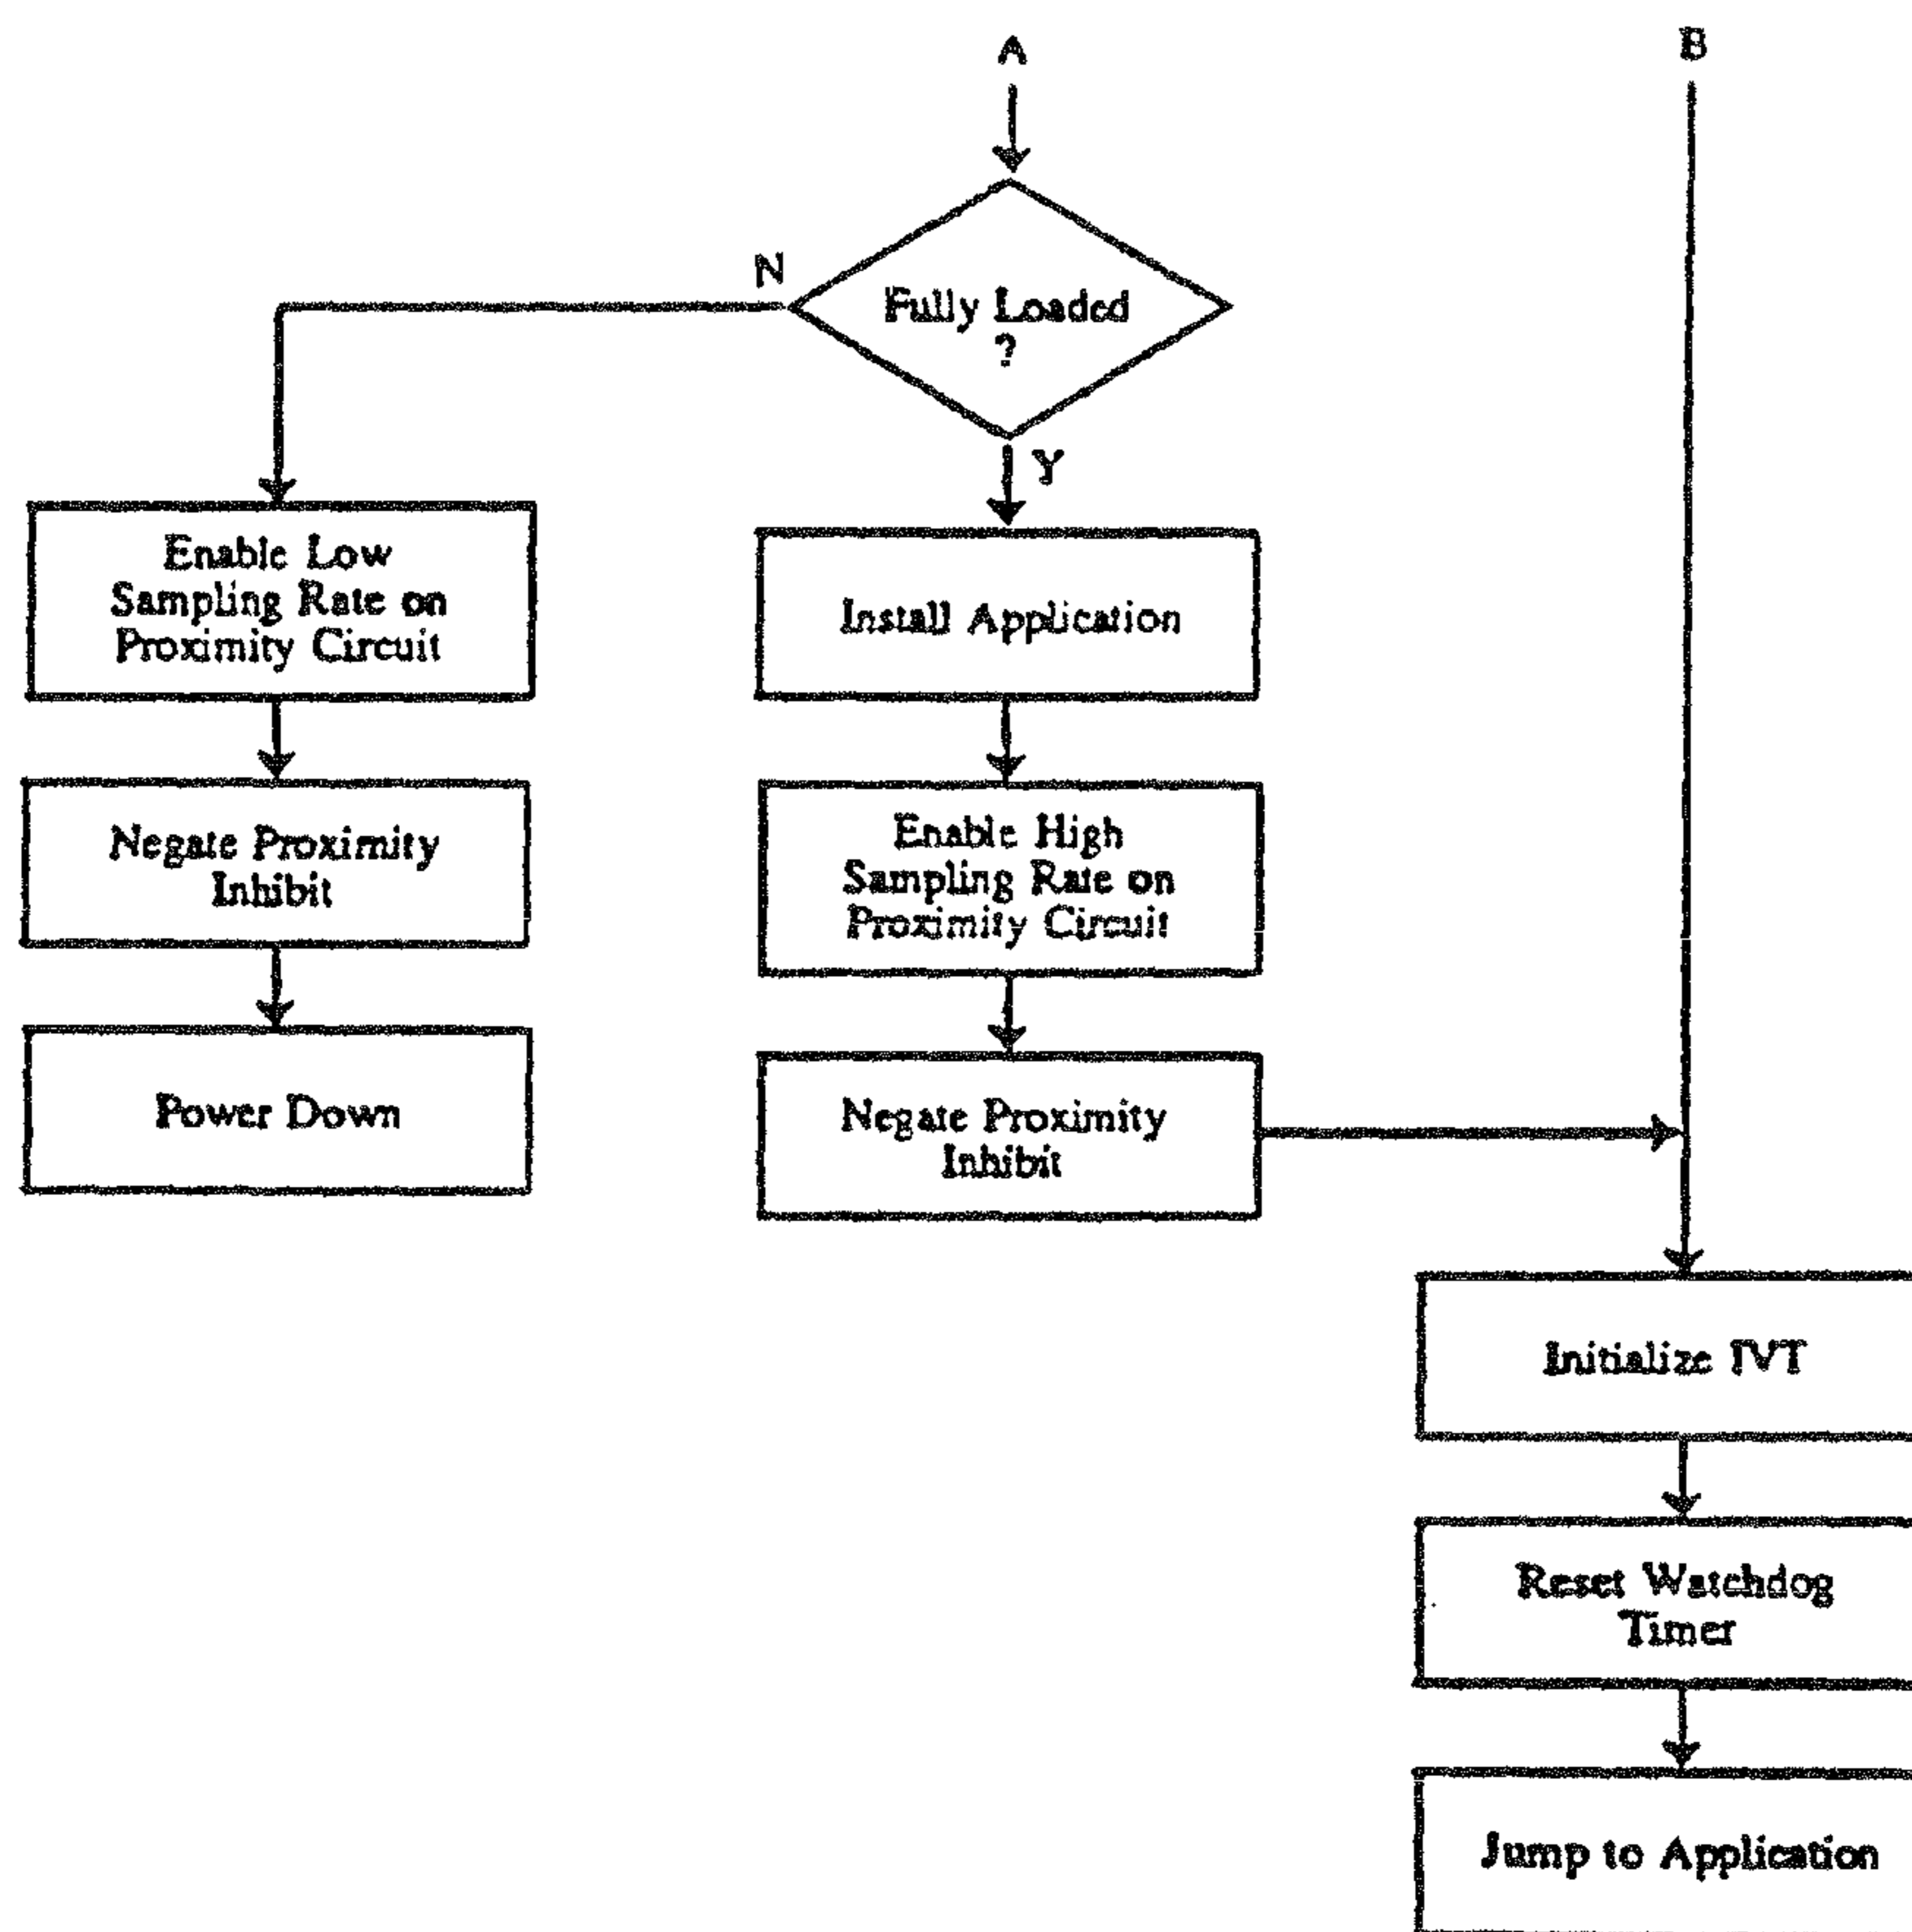 A
B
N
Fully Loaded
?
Y
Enable Low
Sampling Rate on
Proximity Circuit
Install Application
Negate Proximity
Inhibit
Enable High
Sampling Rate on
Proximity Circuit
Power Down
Negate Proximity
Inhibit
Initialize IVT
Reset Watchdog
Timer
Jump to Application